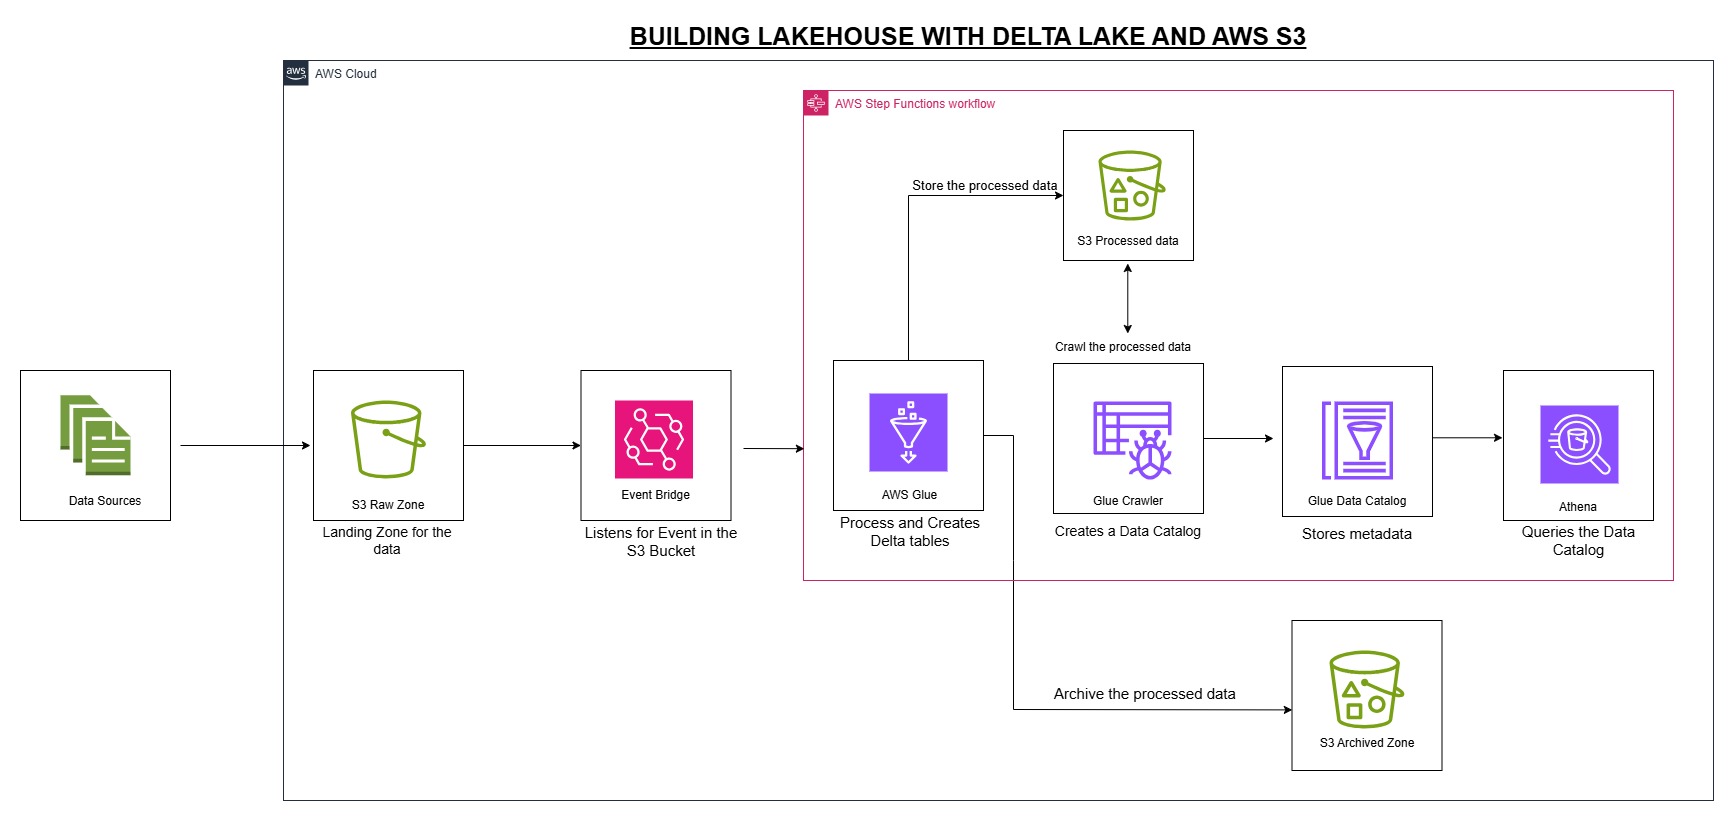 BUILDING LAKEHOUSE WITH DELTA LAKE AND AWS S3
aws
AWS Cloud
AWS Step Functions workflow
Store the processed data
S3 Processed data
Crawl the processed data
Data Sources
S3 Raw Zone
Landing Zone for the
data
Event Bridge
Listens for Event in the
S3 Bucket
AWS Glue
Process and Creates
Delta tables
Glue Crawler
Creates a Data Catalog
Glue Data Catalog
Stores metadata
Athena
Queries the Data
Catalog
Archive the processed data
S3 Archived Zone